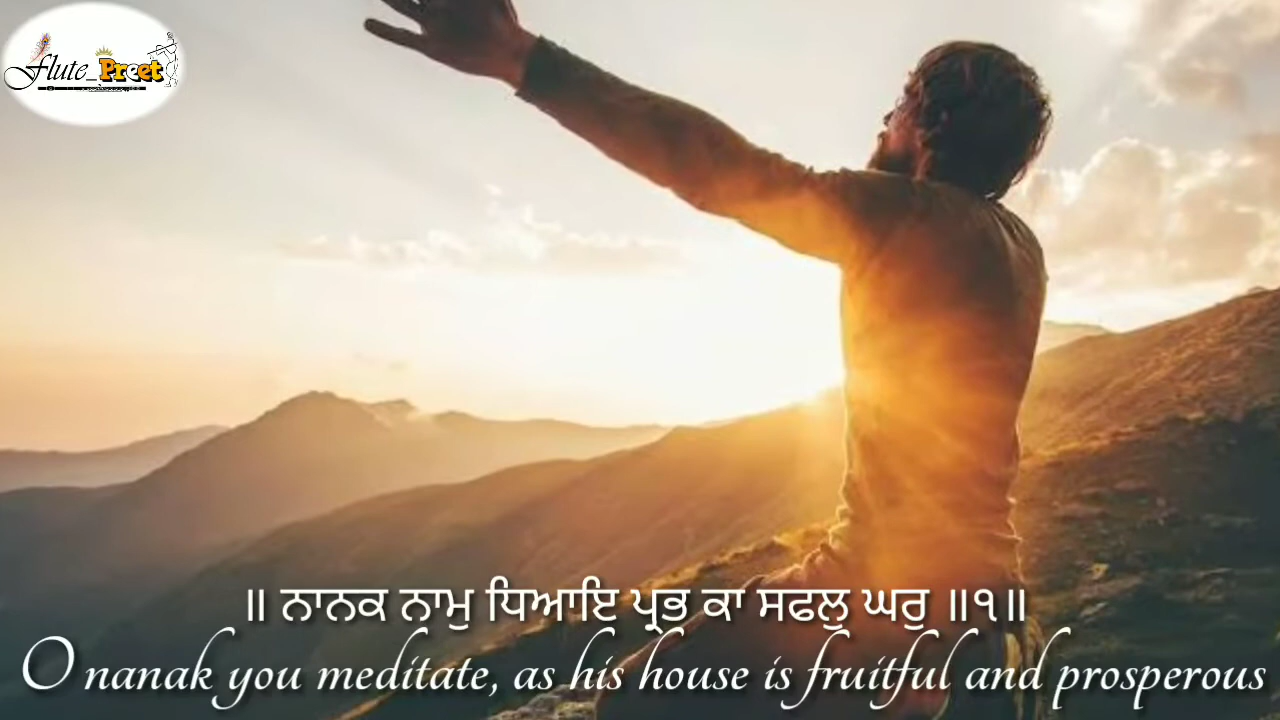 flute_Preet
॥ ਨਾਨਕ ਨਾਮੁ ਧਿਆਇ ਪ੍ਰਭ ਕਾ ਸਫਲੁ ਘਰੁ ॥੧॥
O nanak you meditate, as his house is fruitful and prosperous